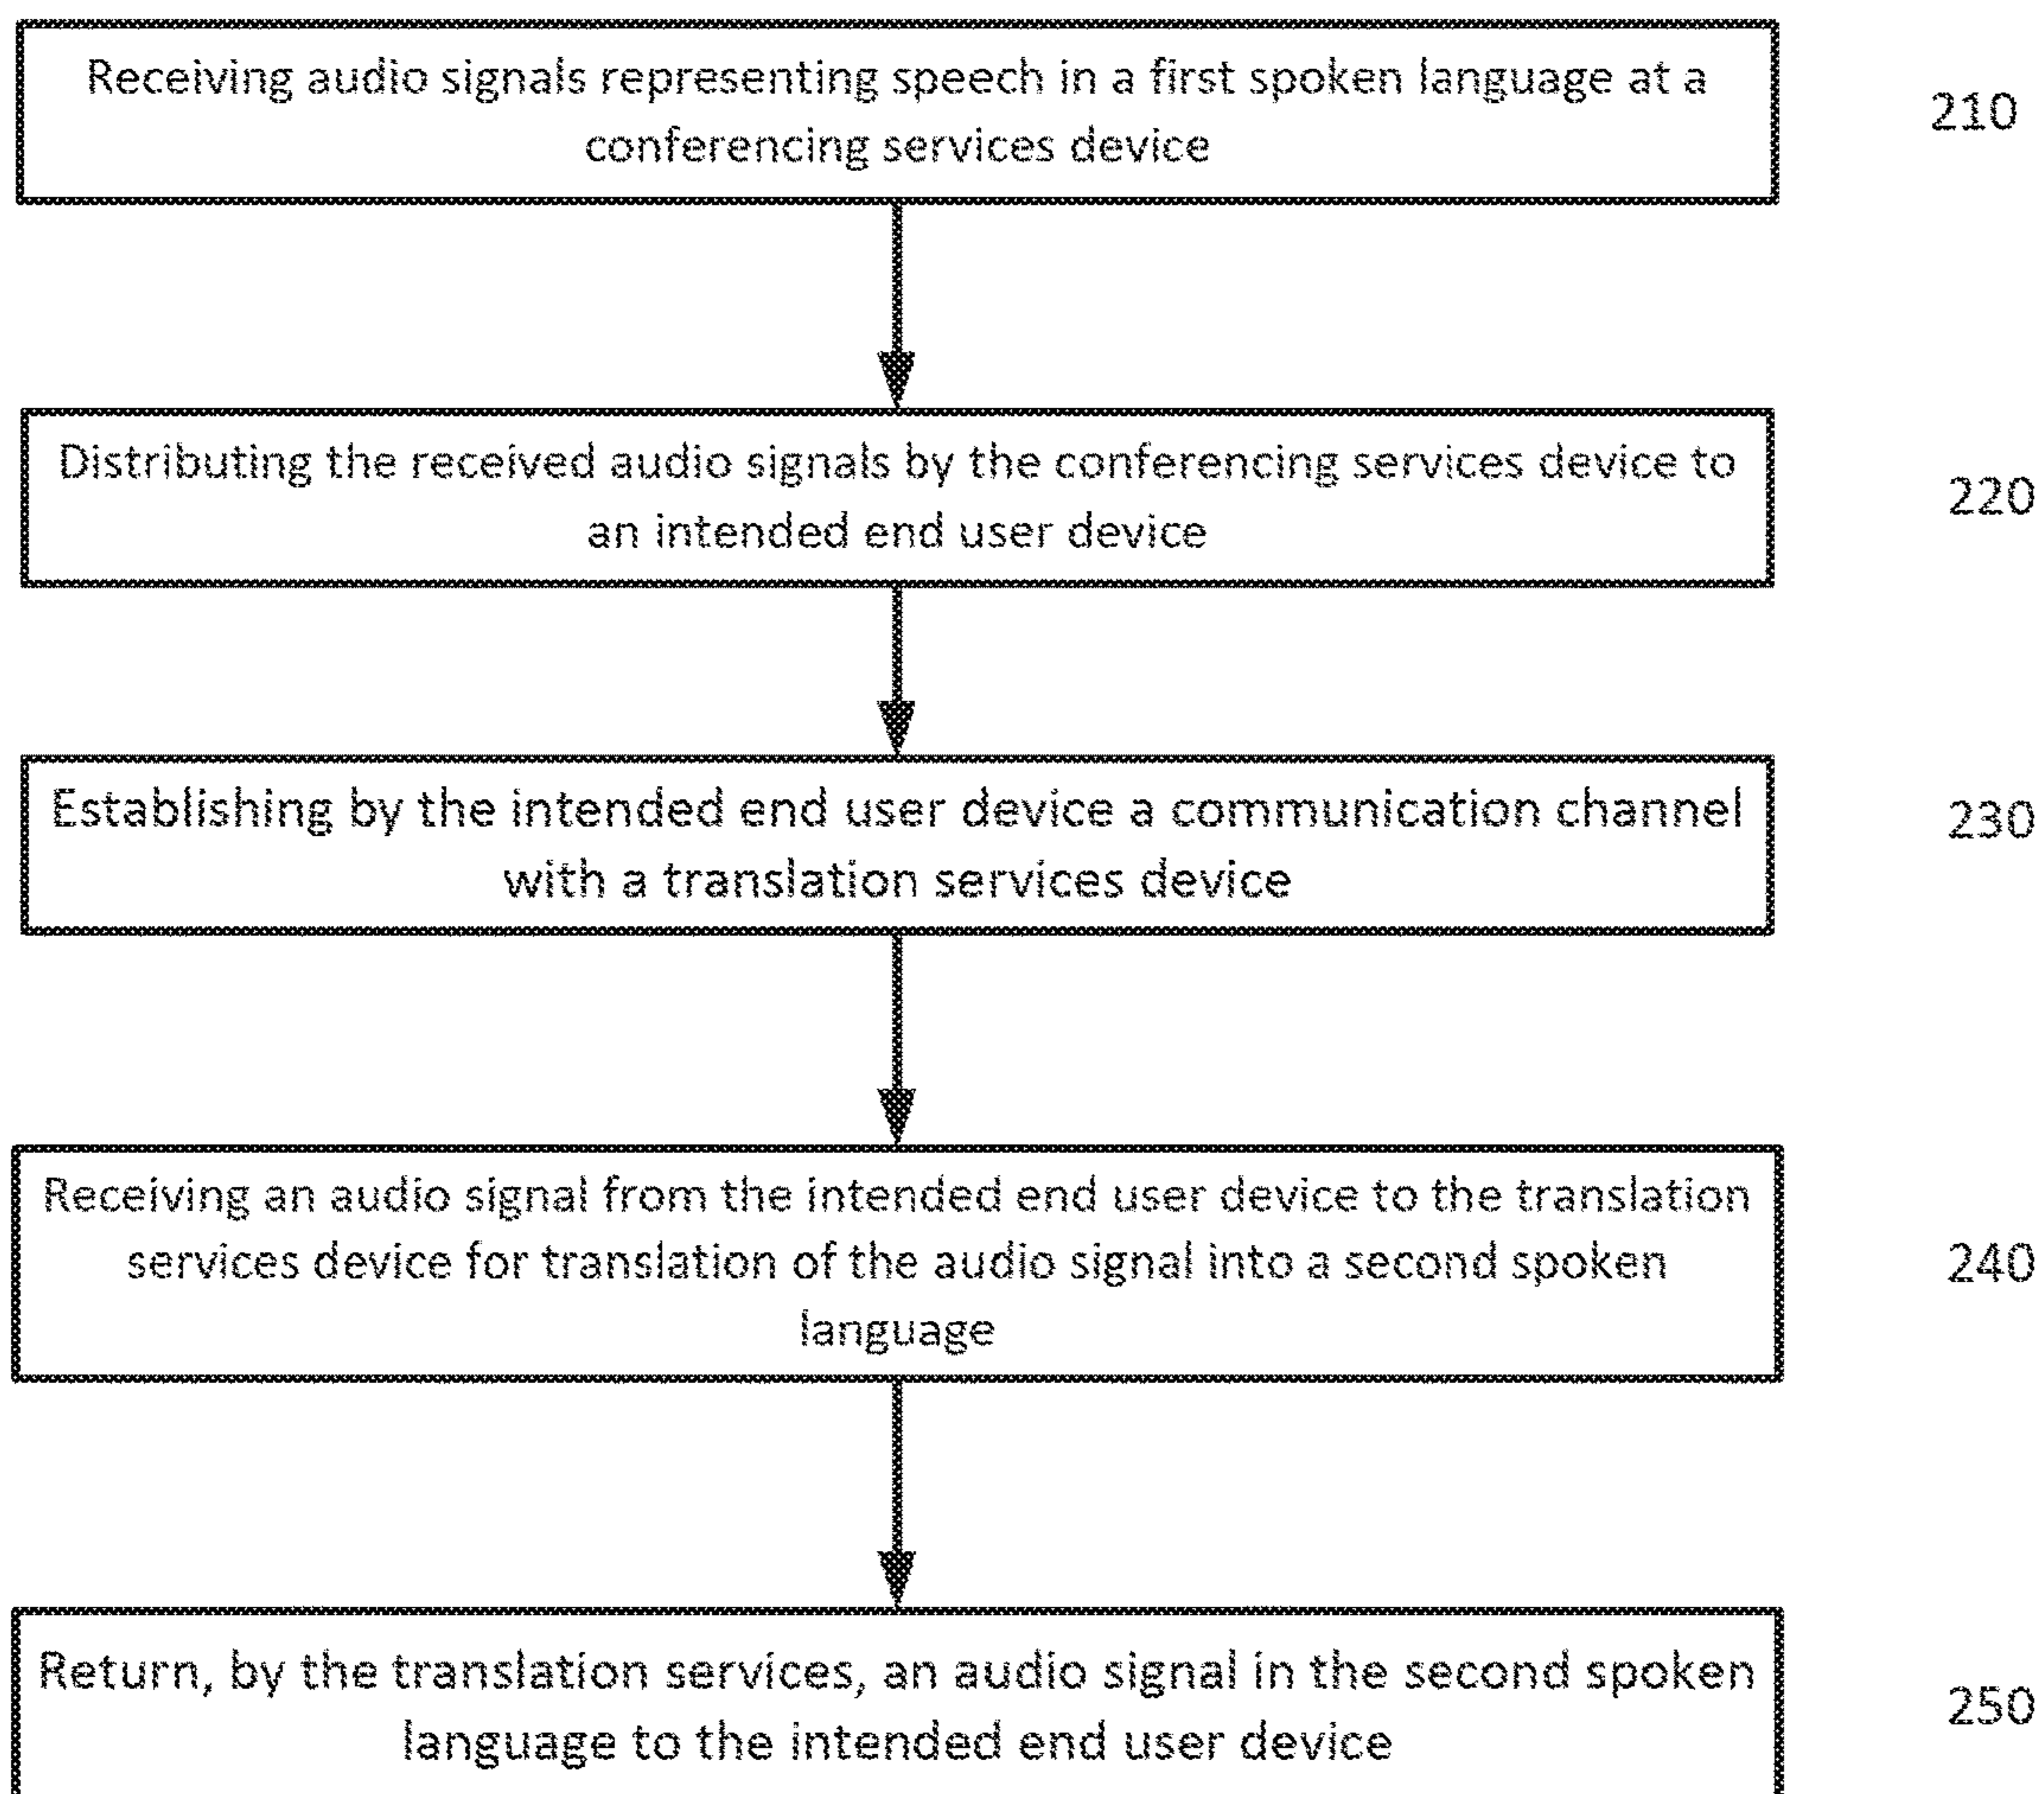 Receiving audio signals representing speech in a first spoken language at a
conferencing services device
210
Distributing the received audio signals by the conferencing services device to
an intended end user device
220
Establishing by the intended end user device a communication channel
with a translation services device
230
Receiving an audio signal from the intended end user device to the translation
services device for translation of the audio signal into a second spoken
language
240
Return, by the translation services, an audio signal in the second spoken
language to the intended end user device
250